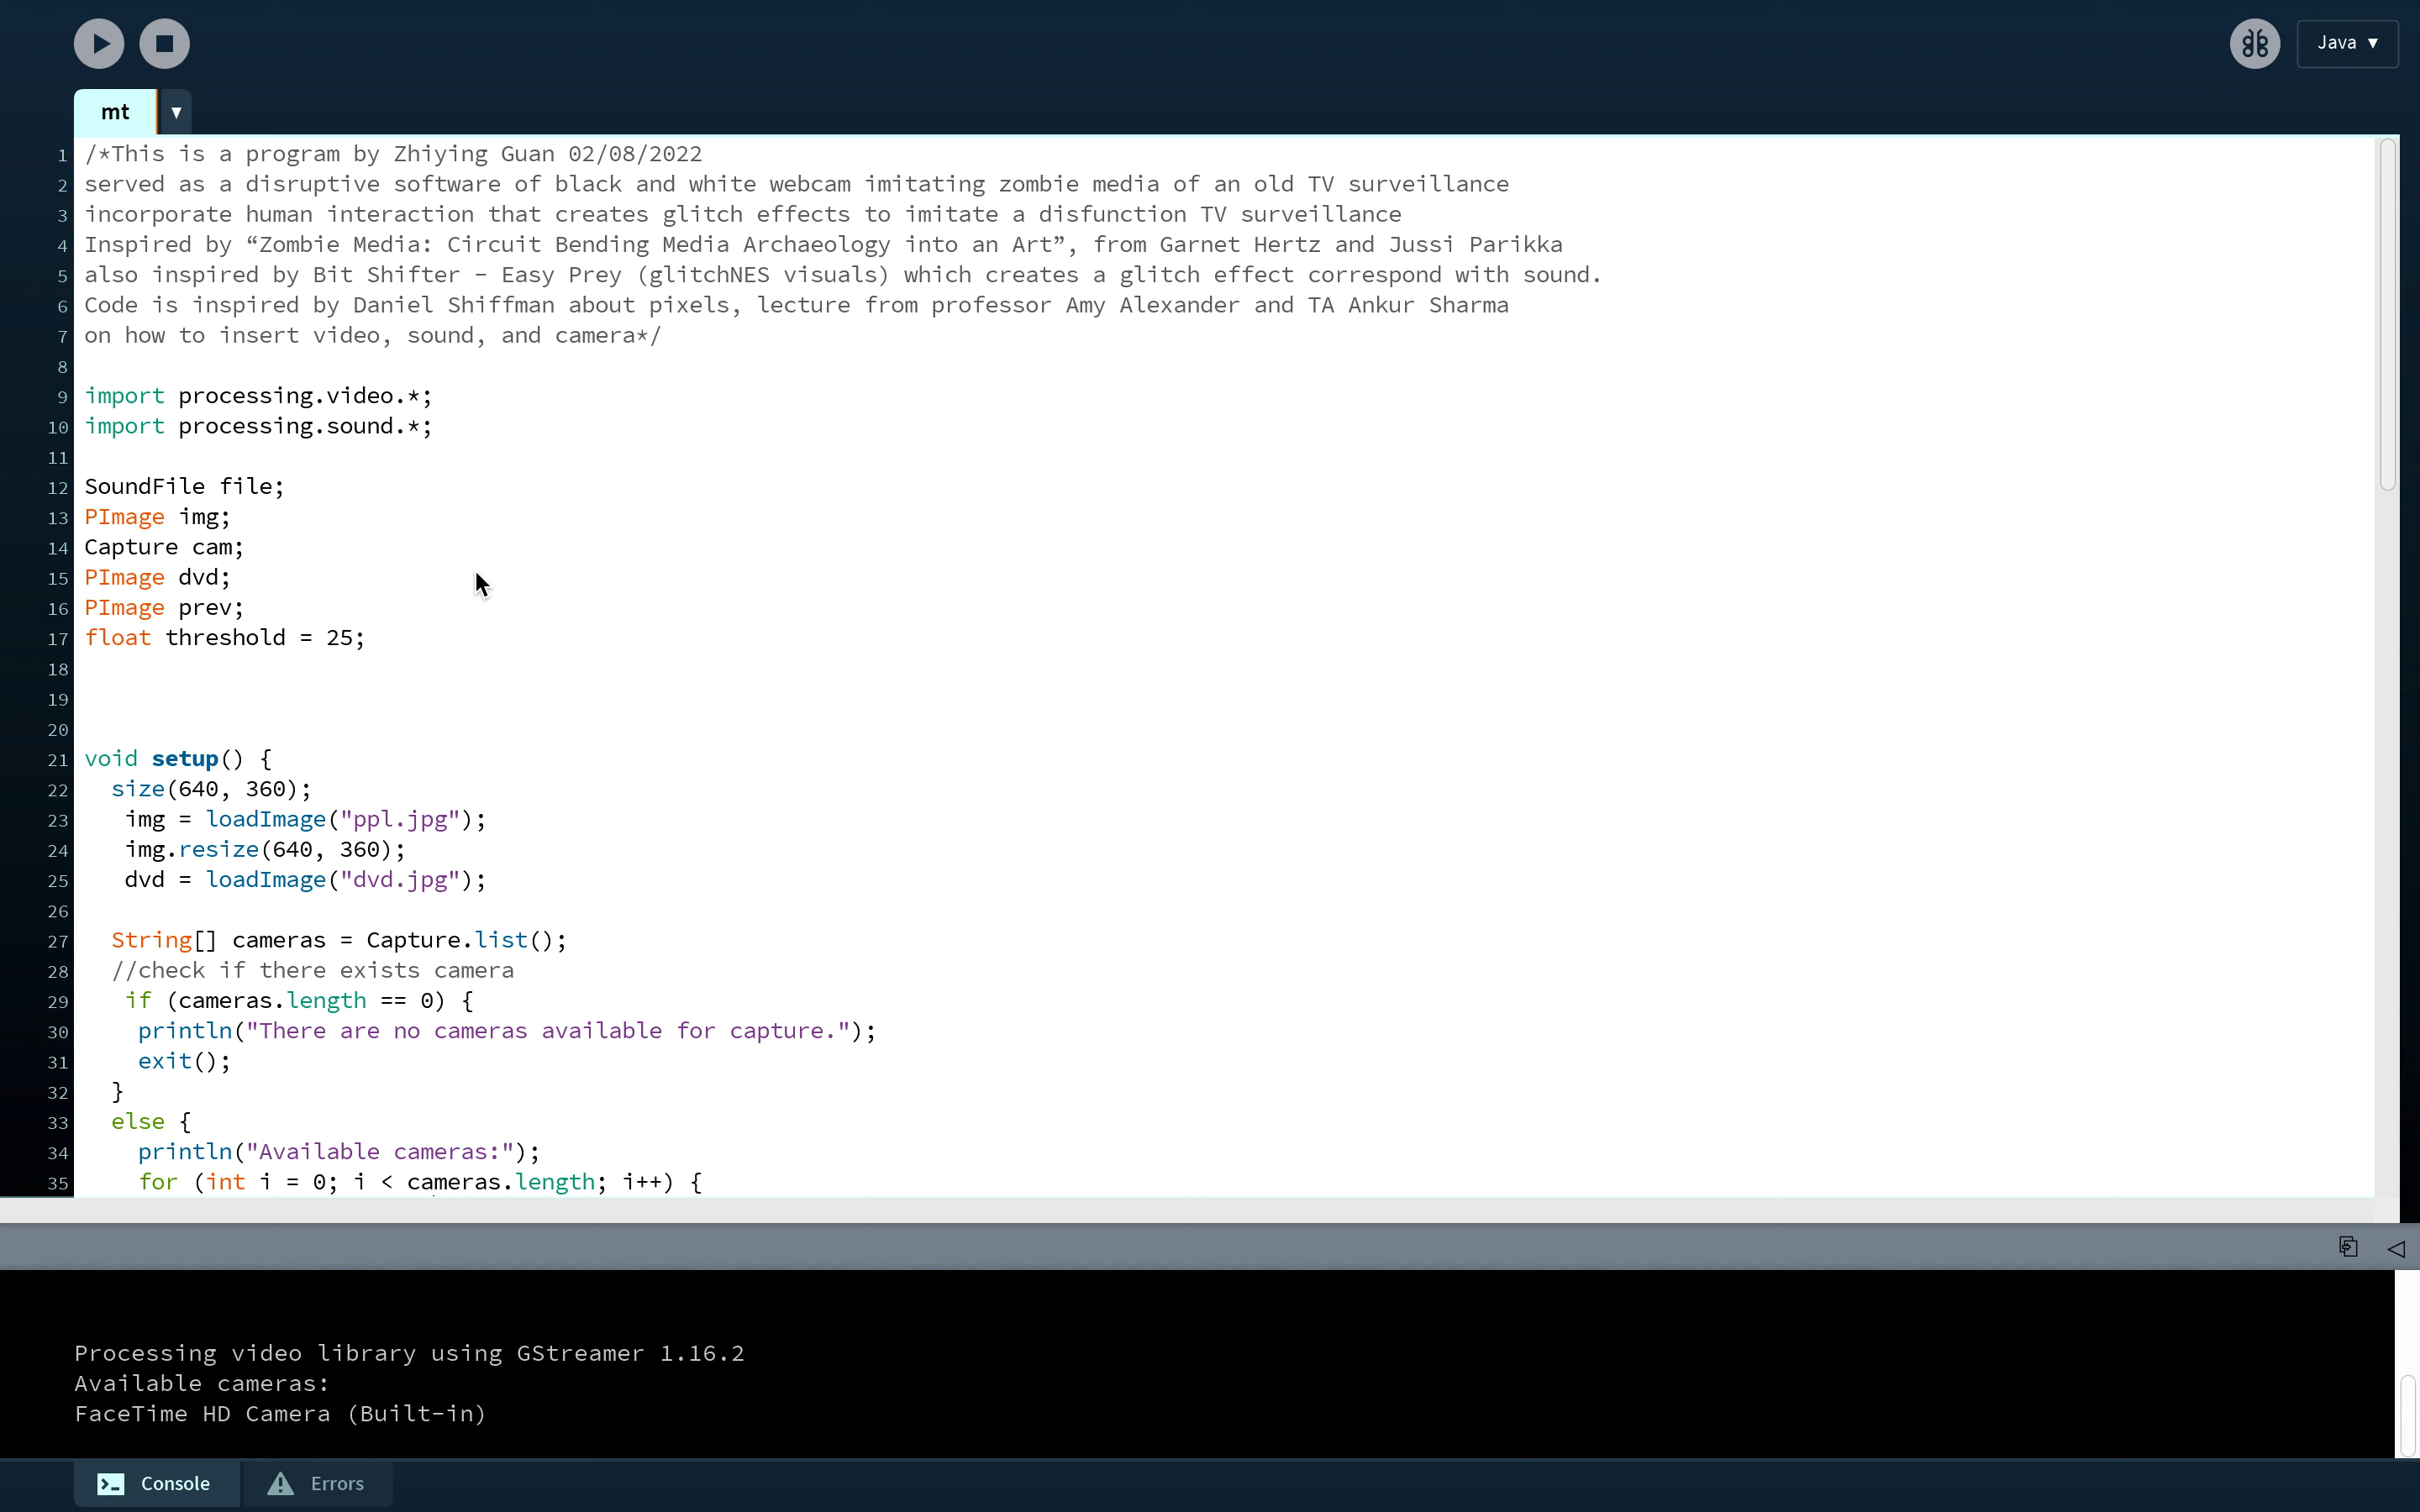 Java ▼
mt ▼
1 /*This is a program by Zhiying Guan 02/08/2022
2 served as a disruptive software of black and white webcam imitating zombie media of an old TV surveillance
3 incorporate human interaction that creates glitch effects to imitate a disfunction TV surveillance
4 Inspired by “Zombie Media: Circuit Bending Media Archaeology into an Art”, from Garnet Hertz and Jussi Parikka
5 also inspired by Bit Shifter - Easy Prey (glitchNES visuals) which creates a glitch effect correspond with sound.
6 Code is inspired by Daniel Shiffman about pixels, lecture from professor Amy Alexander and TA Ankur Sharma
7 on how to insert video, sound, and camera*/
8
9 import processing.video.*;
10 import processing.sound.*;
11
12 SoundFile file;
13 PImage img;
14 Capture cam;
15 PImage dvd;
16 PImage prev;
17 float threshold = 25;
18
19
20
21 void setup() {
22   size(640, 360);
23    img = loadImage("ppl.jpg");
24    img.resize(640, 360);
25    dvd = loadImage("dvd.jpg");
26
27   String[] cameras = Capture.list();
28   //check if there exists camera
29    if (cameras.length == 0) {
30     println("There are no cameras available for capture.");
31     exit();
32   }
33   else {
34     println("Available cameras:");
35     for (int i = 0; i < cameras.length; i++) {
Processing video library using GStreamer 1.16.2
Available cameras:
FaceTime HD Camera (Built-in)
Console Errors